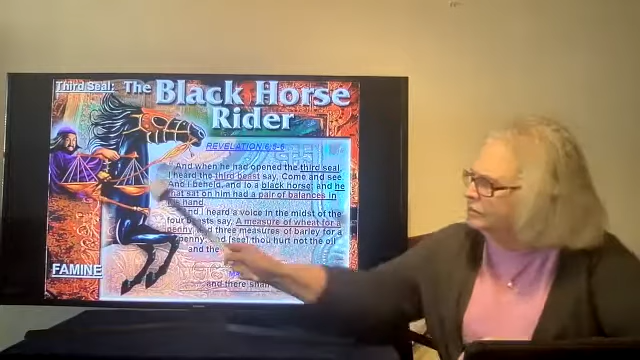 Third Seal: The Black Horse
Rider
REVELATION 6:5-6
And when he had opened the third seal,
I heard the third beast say, Come and see.
And I beheld, and lo a black horse; and he
that sat on him had a pair of balances in
his hand.
And I heard a voice in the midst of the
four beasts say, A measure of wheat for a
penny, and three measures of barley for a
penny; and [see] thou hurt not the oil
and the
FAMINE
and there shall